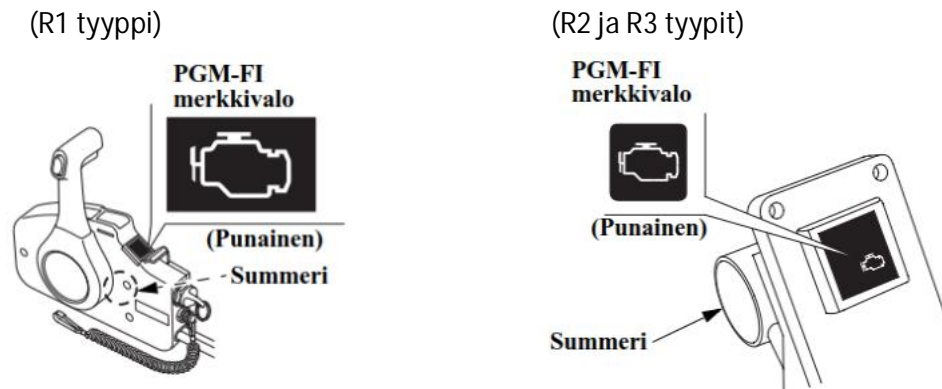 (R1 tyyppi)
PGM-FI
merkkivalo
(Punainen)
Summeri
(R2 ja R3 tyypit)
PGM-FI
merkkivalo
(Punainen)
Summeri